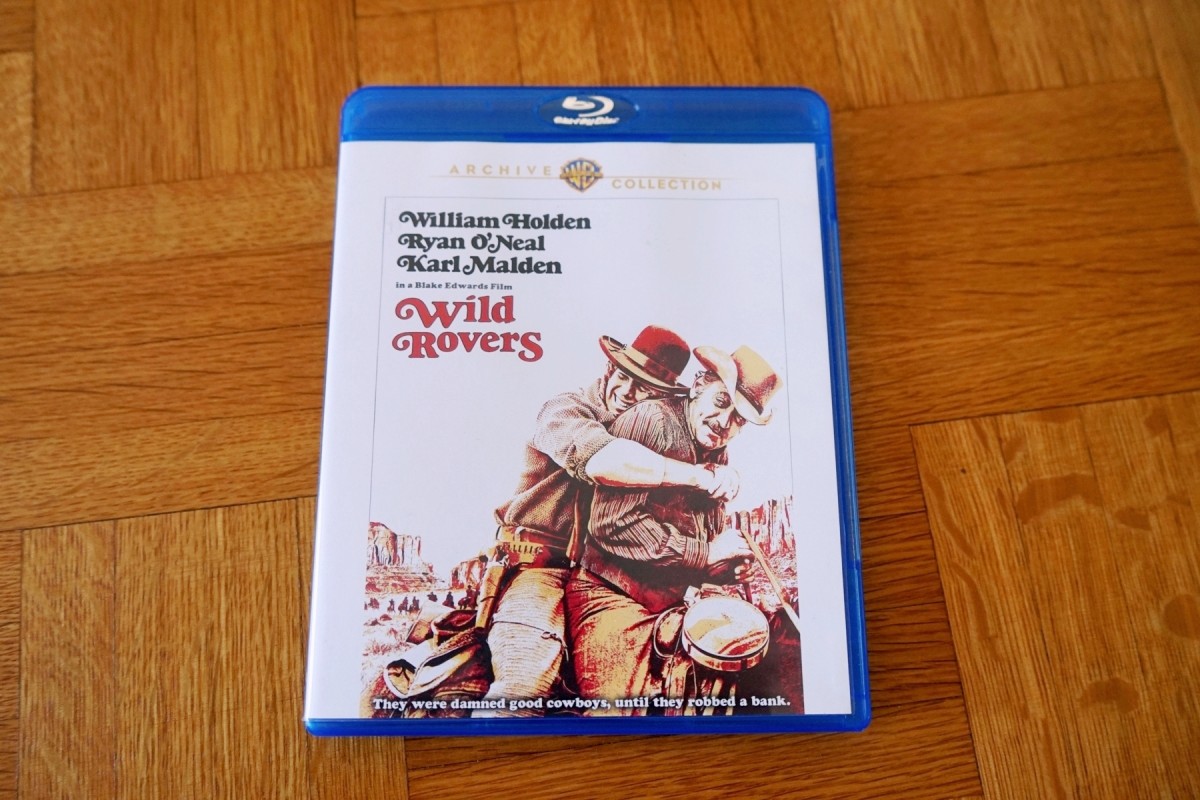 Blu-ray Disc
ARCHIVE WB COLLECTION
William Holden
Ryan O'Neal
Karl Malden
in a Blake Edwards Film
Wild
Rovers
They were damned good cowboys, until they robbed a bank.